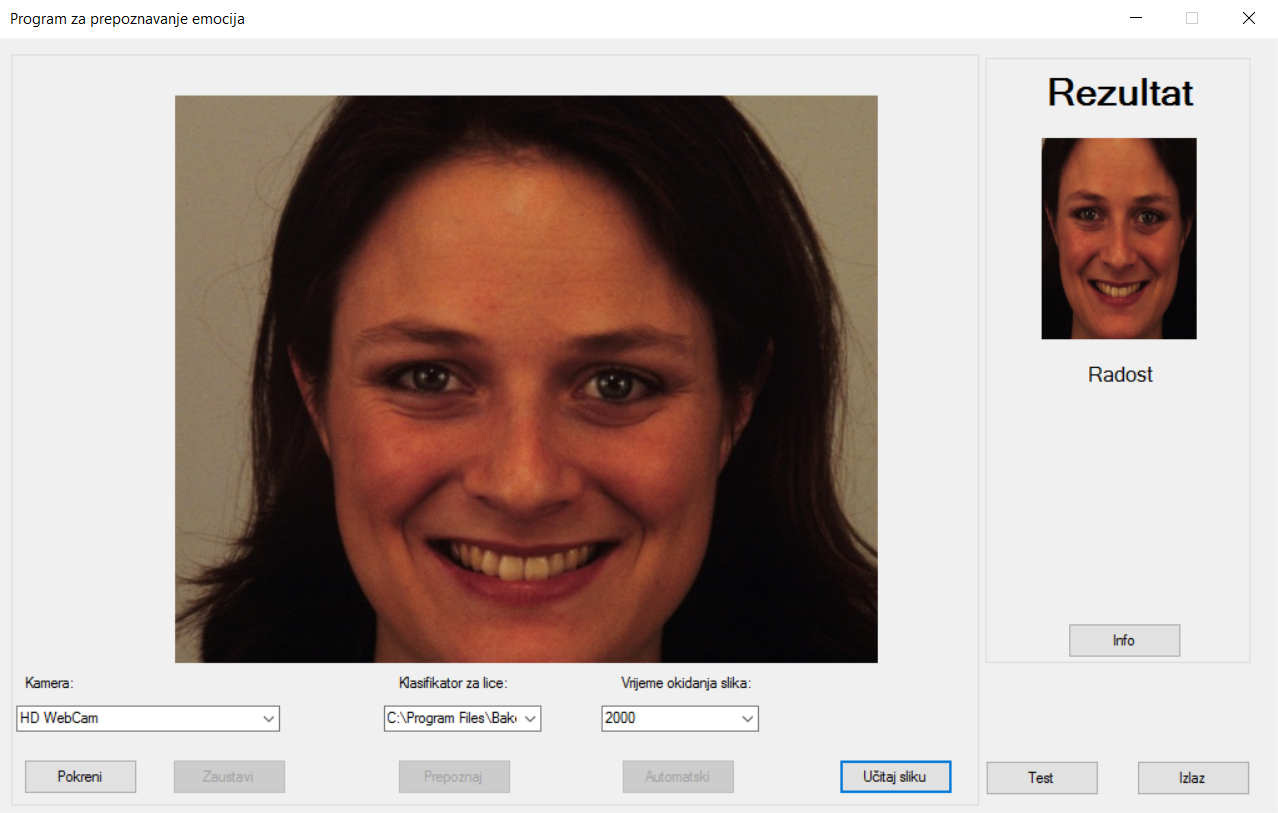 Program za prepoznavanje emocija
Rezultat
Radost
Info
Kamera:
Klasifikator za lice:
Vrijeme okidanja slika:
HD WebCam
C:\Program Files\Bak
2000
Pokreni
Zaustavi
Prepoznaj
Automatski
Učitaj sliku
Test
Izlaz